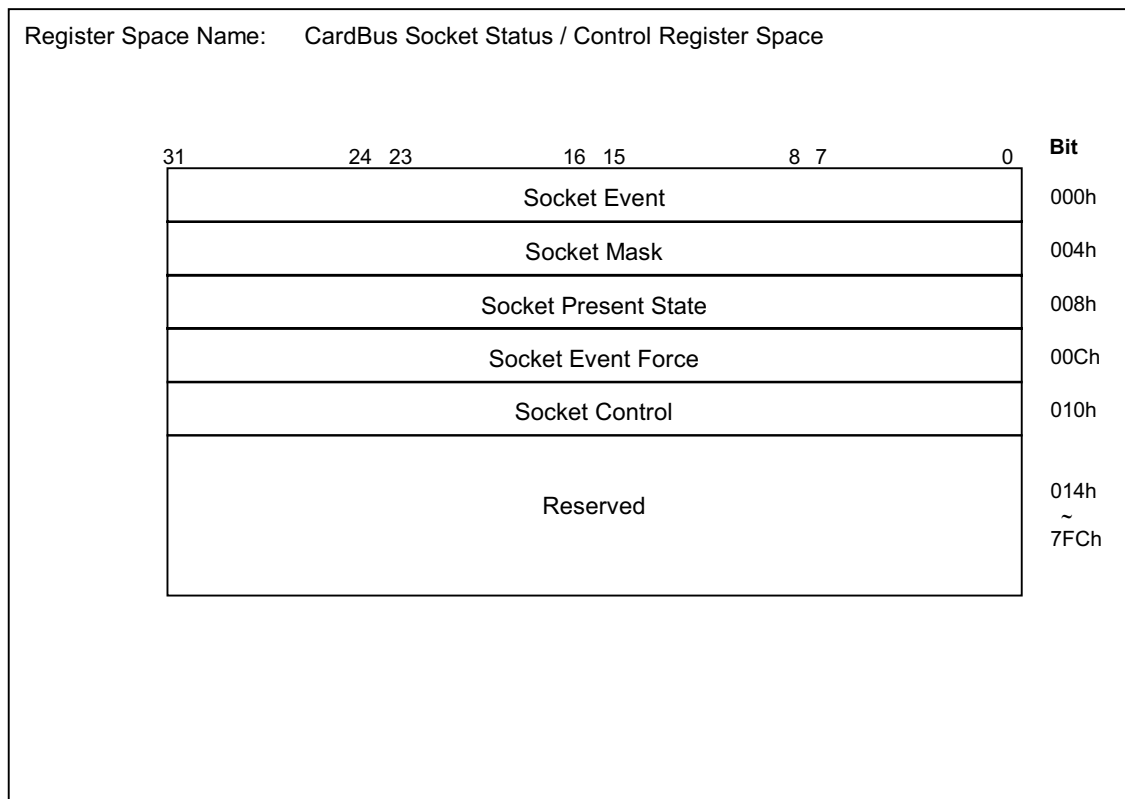 Register Space Name: CardBus Socket Status / Control Register Space
31 24 23 16 15 8 7 0 Bit
Socket Event 000h
Socket Mask 004h
Socket Present State 008h
Socket Event Force 00Ch
Socket Control 010h
Reserved 014h
~
7FCh